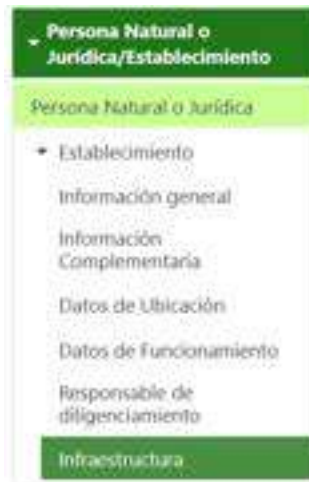 Persona Natural o
Jurídica/Establecimiento
Persona Natural o Jurídica
Establecimiento
Información general
Información
Complementaria
Datos de Ubicación
Datos de Funcionamiento
Responsable de
diligenciamiento
Infraestructura